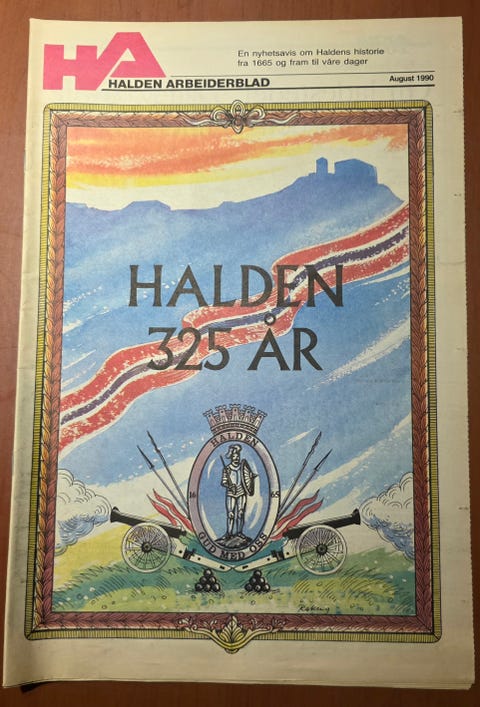 HA
HALDEN ARBEIDERBLAD
En nyhetsavis om Haldens historie
fra 1665 og fram til våre dager
August 1990
HALDEN
325 ÅR
HALDEN
16 65
GUD MED OSS